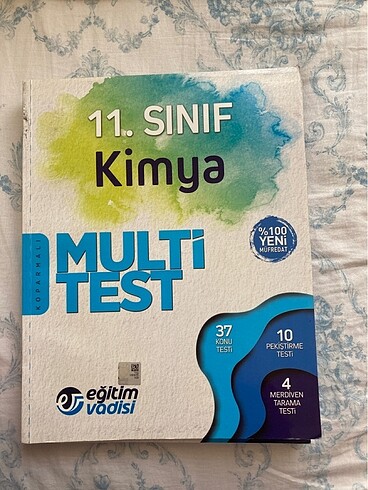 11. SINIF
Kimya
KOPARMALI
MULTİ
TEST
%100
YENİ
MÜFREDAT
37
KONU
TESTİ
10
PEKİŞTİRME
TESTİ
4
MERDİVEN
TARAMA
TESTİ
eğitim
vadisi